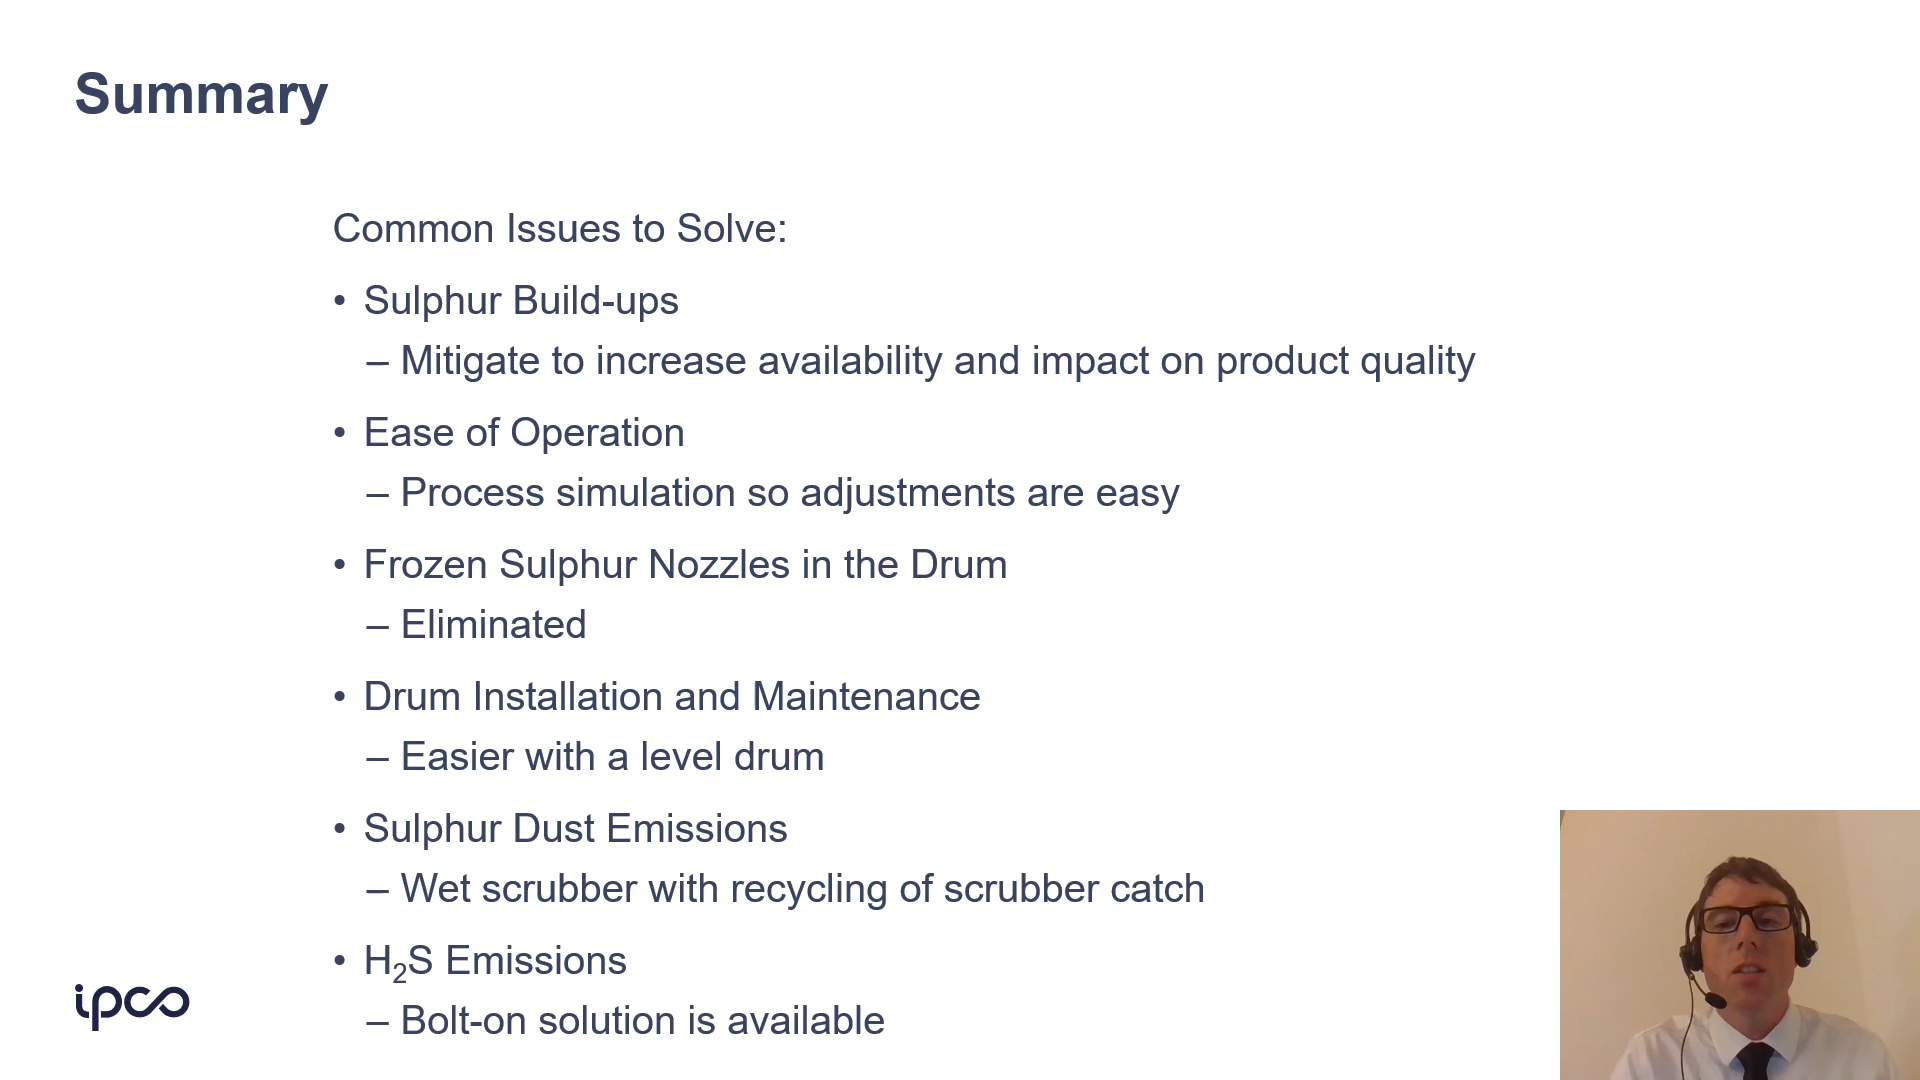 Summary
Common Issues to Solve:
• Sulphur Build-ups
– Mitigate to increase availability and impact on product quality
• Ease of Operation
– Process simulation so adjustments are easy
• Frozen Sulphur Nozzles in the Drum
– Eliminated
• Drum Installation and Maintenance
– Easier with a level drum
• Sulphur Dust Emissions
– Wet scrubber with recycling of scrubber catch
• H₂S Emissions
– Bolt-on solution is available
ipco